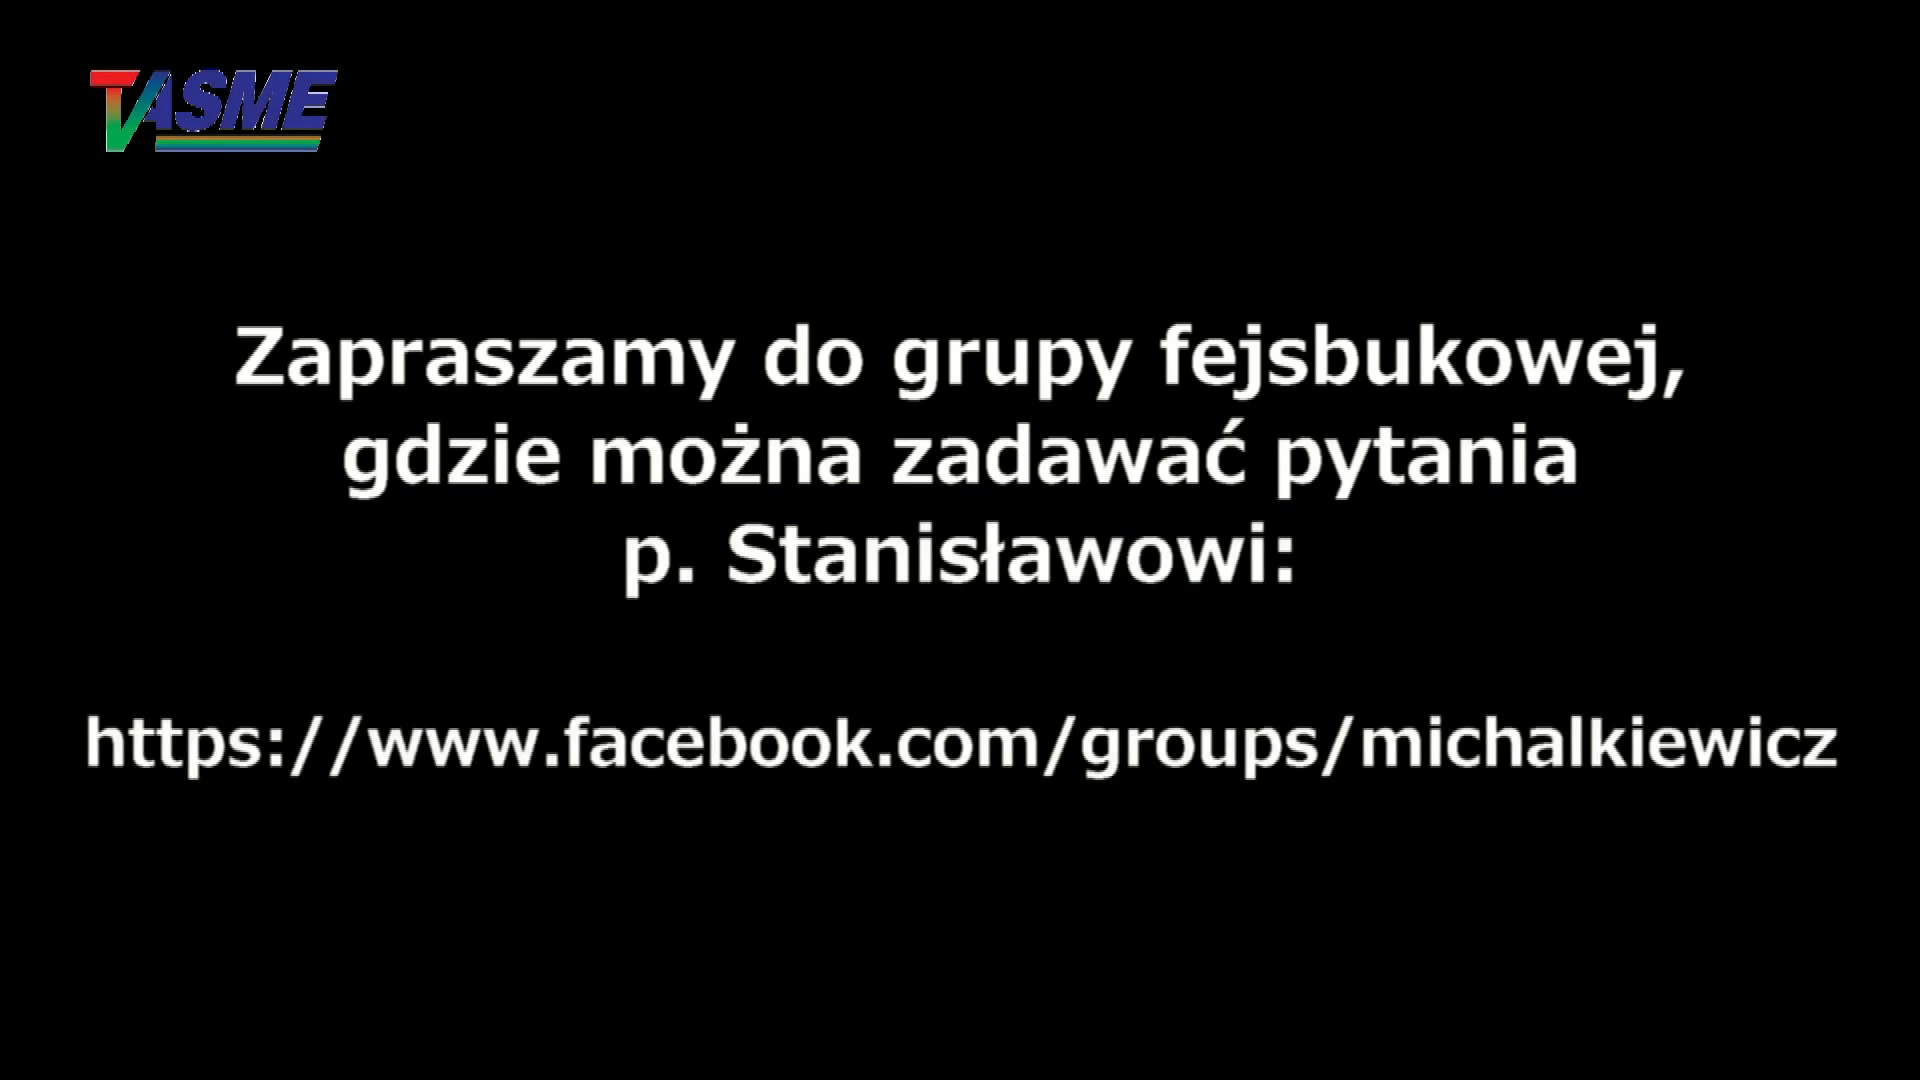 TVASME
Zapraszamy do grupy fejsbukowej,
gdzie można zadawać pytania
p. Stanisławowi:
https://www.facebook.com/groups/michalkiewicz